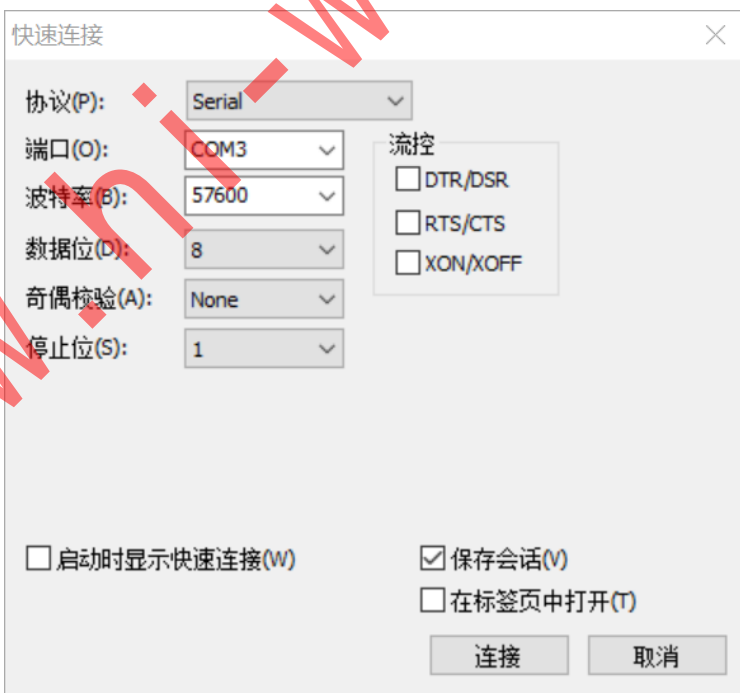 快速连接
协议(P): Serial
端口(O): COM3
流控
波特率(B): 57600
DTR/DSR
RTS/CTS
数据位(D): 8
XON/XOFF
奇偶校验(A): None
停止位(S): 1
启动时显示快速连接(W)
保存会话(V)
在标签页中打开(T)
连接
取消
w.hi-w